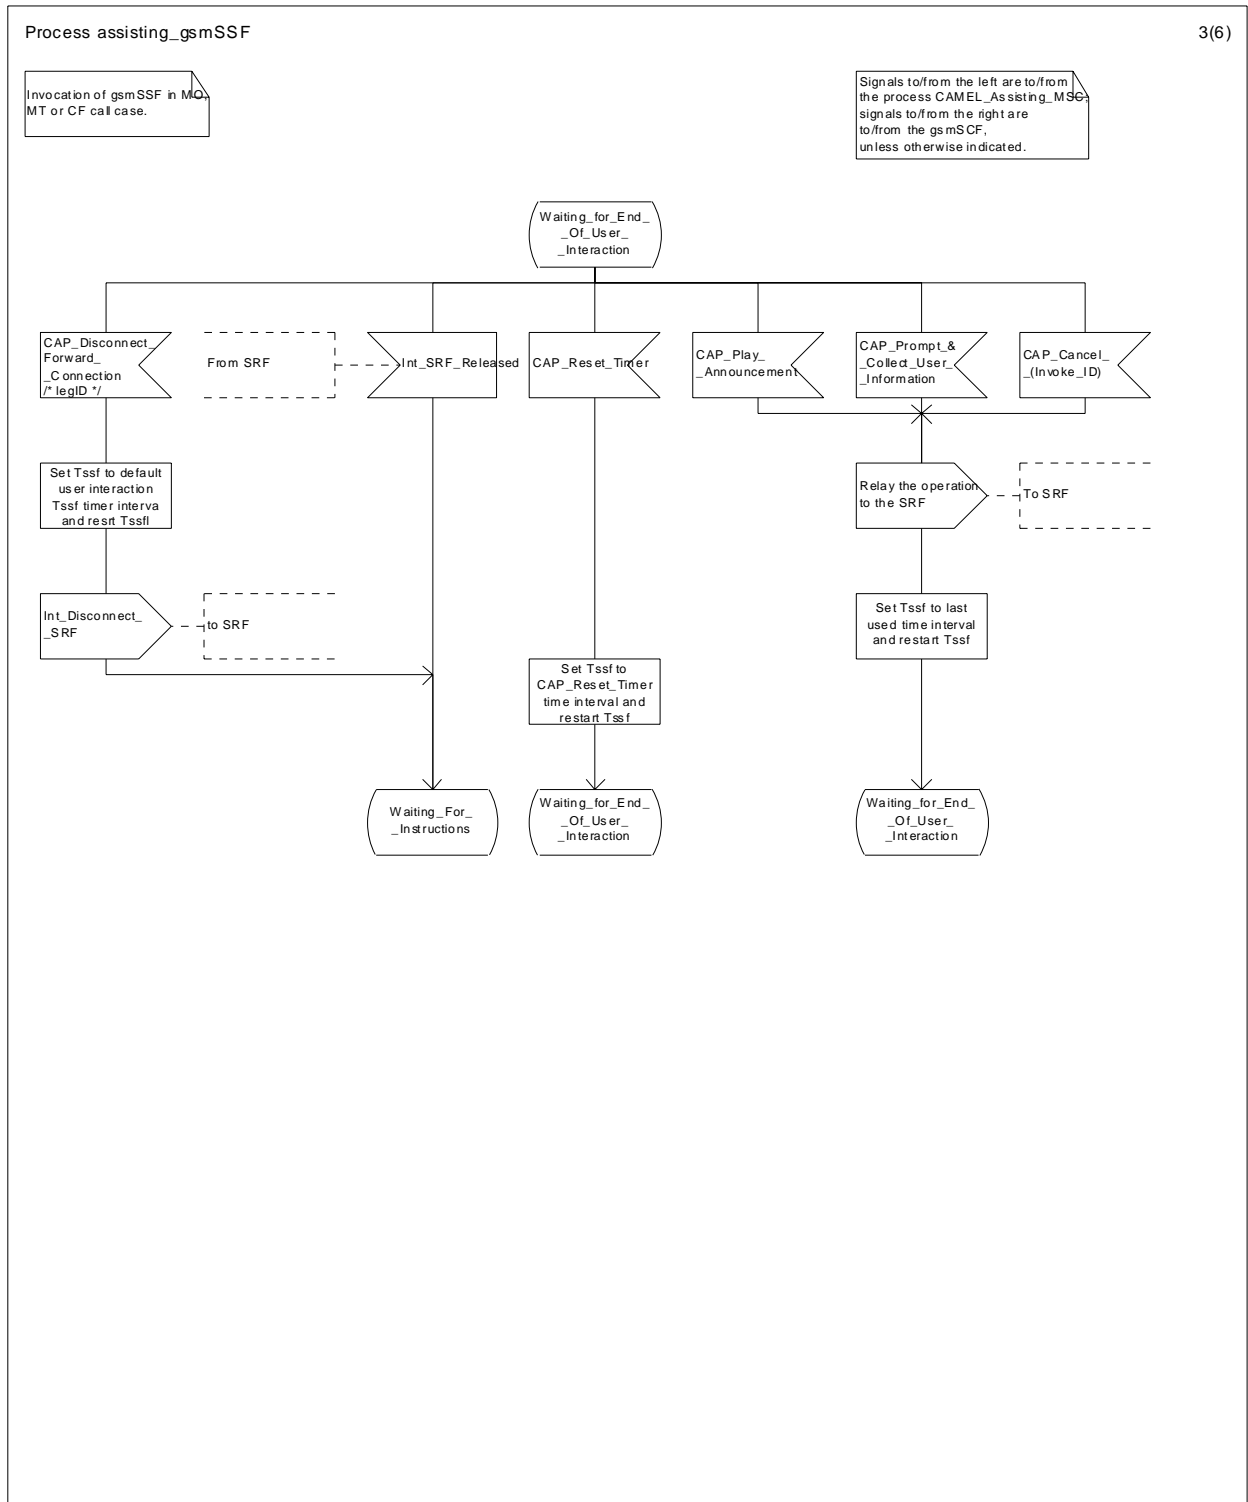 Process assisting_gsmSSF
3(6)
Invocation of gsmSSF in MO,
MT or CF call case.
Signals to/from the left are to/from
the process CAMEL_Assisting_MSC;
signals to/from the right are
to/from the gsmSCF,
unless otherwise indicated.
Waiting_for_End_
_Of_User_
_Interaction
CAP_Disconnect_
Forward_
_Connection
/* legID */
From SRF
Int_SRF_Released
CAP_Reset_Timer
CAP_Play_
_Announcement
CAP_Prompt_&
_Collect_User_
_Information
CAP_Cancel_
_(Invoke_ID)
Set Tssf to default
user interaction
Tssf timer interva
and resrt Tssfl
Relay the operation
to the SRF
To SRF
Int_Disconnect_
_SRF
to SRF
Set Tssf to last
used time interval
and restart Tssf
Set Tssf to
CAP_Reset_Timer
time interval and
restart Tssf
Waiting_For_
_Instructions
Waiting_for_End_
_Of_User_
_Interaction
Waiting_for_End_
_Of_User_
_Interaction